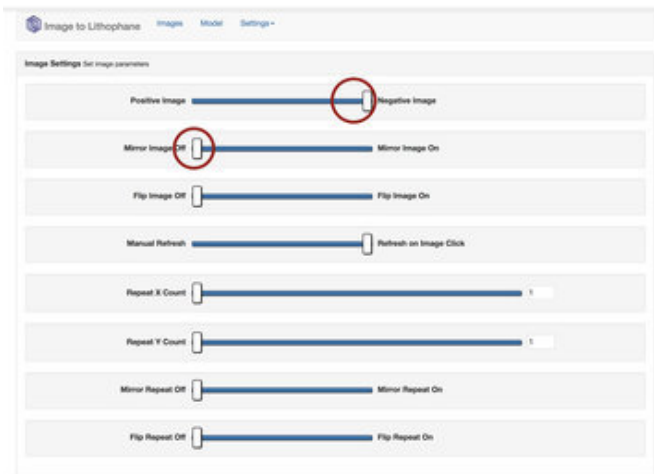 Image to Lithophane Images Model Settings
Image Settings Set image parameters
Positive Image Negative Image
Mirror Image Off Mirror Image On
Flip Image Off Flip Image On
Manual Refresh Refresh on Image Click
Repeat X Count 1
Repeat Y Count 1
Mirror Repeat Off Mirror Repeat On
Flip Repeat Off Flip Repeat On